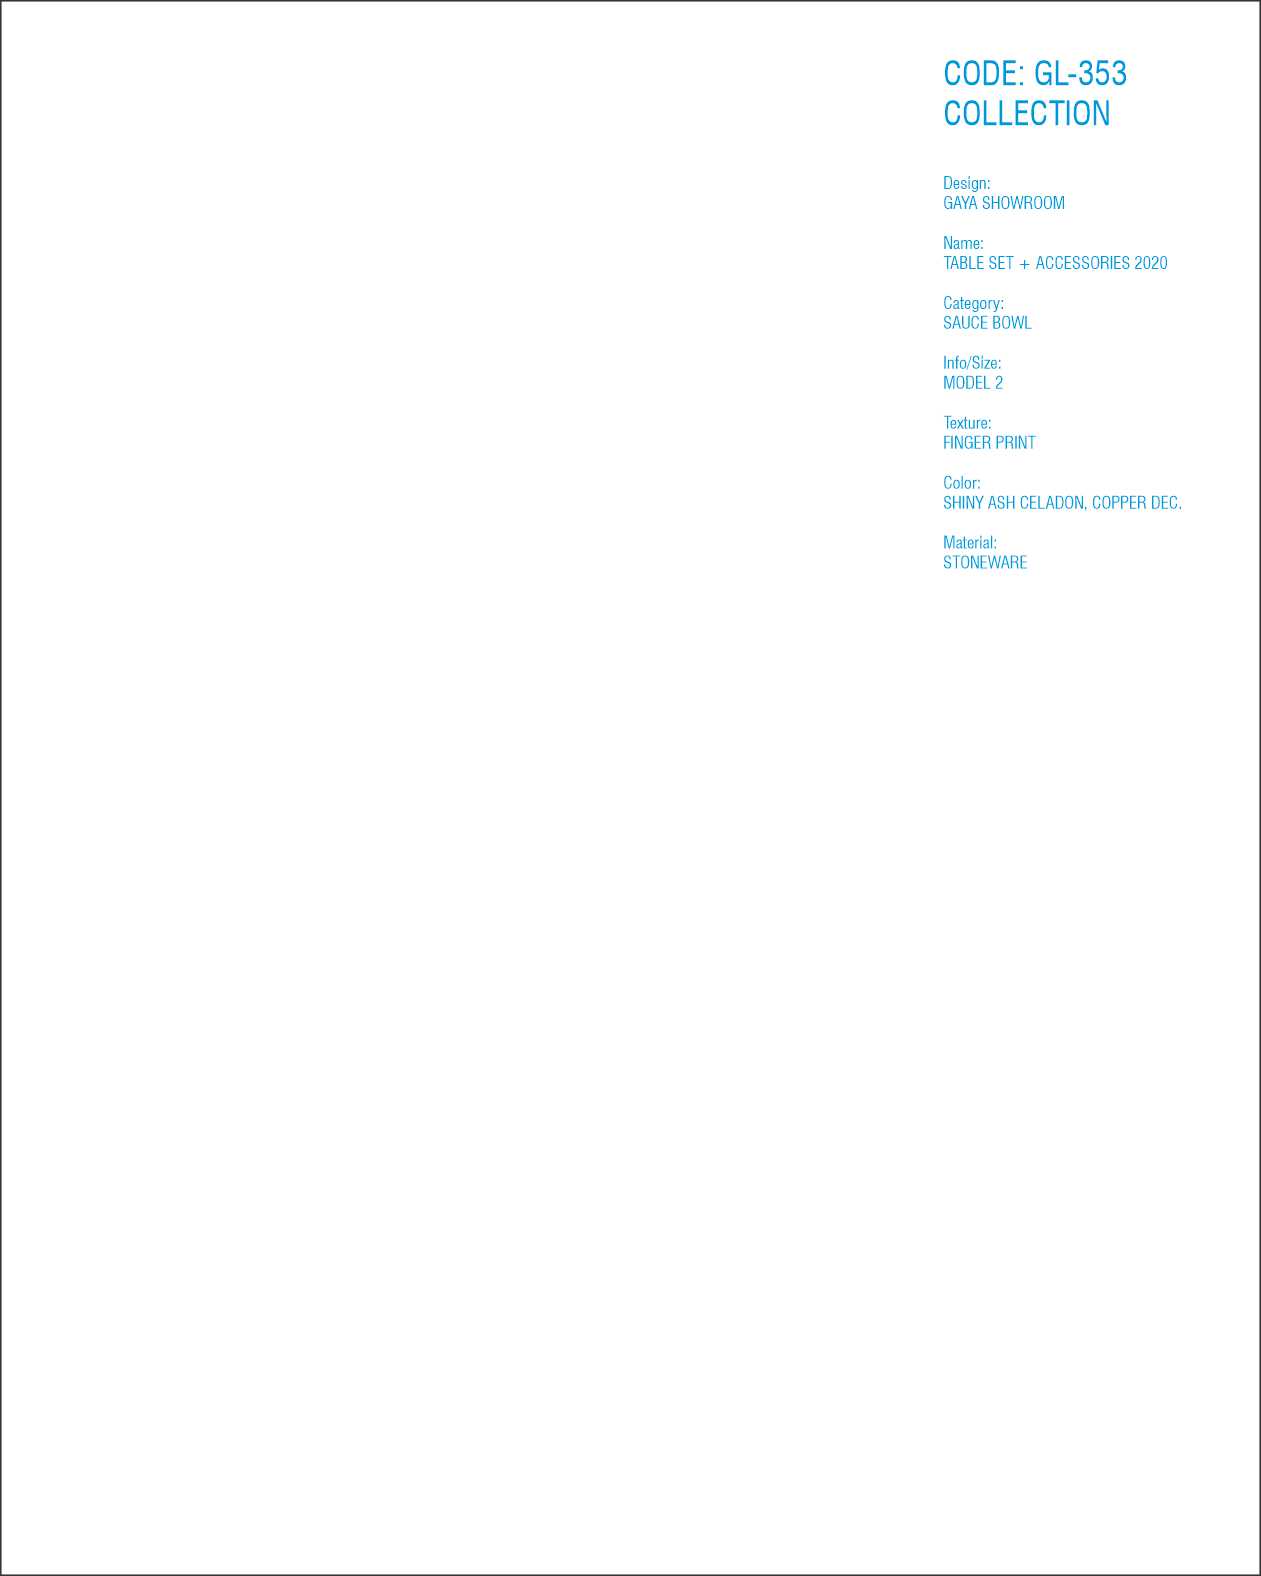 CODE: GL-353
COLLECTION
Design:
GAYA SHOWROOM
Name:
TABLE SET + ACCESSORIES 2020
Category:
SAUCE BOWL
Info/Size:
MODEL 2
Texture:
FINGER PRINT
Color:
SHINY ASH CELADON, COPPER DEC.
Material:
STONEWARE